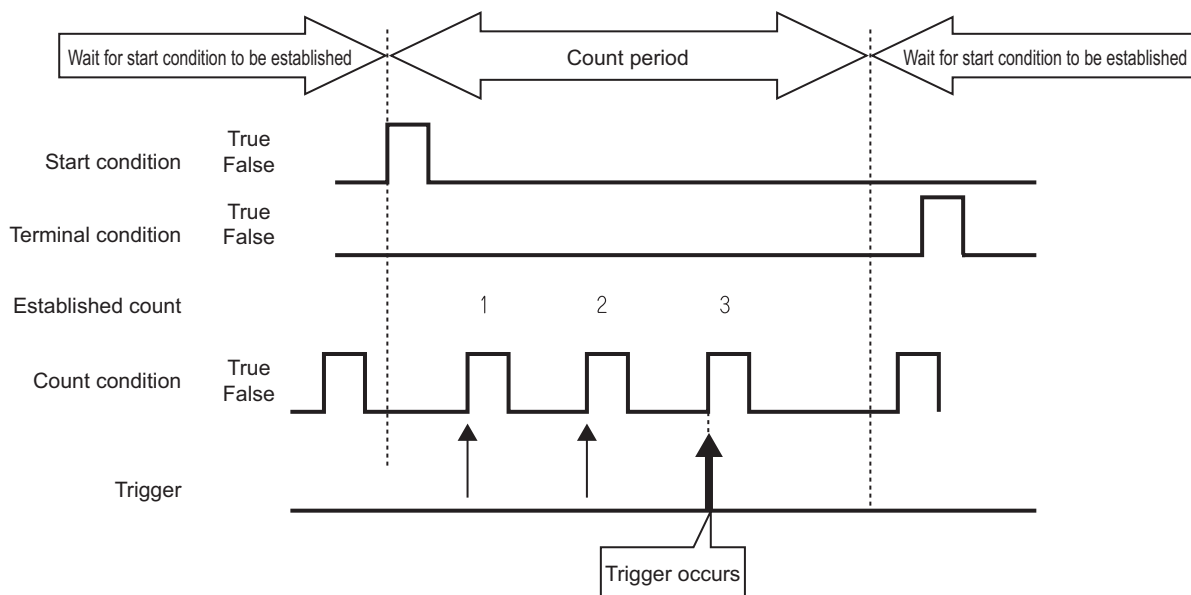 Wait for start condition to be established
Count period
Wait for start condition to be established
Start condition
True
False
Terminal condition
True
False
Established count
1 2 3
Count condition
True
False
Trigger
Trigger occurs